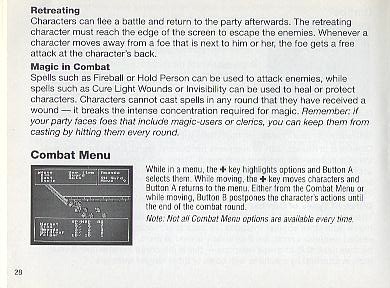 Retreating
Characters can flee a battle and return to the party afterwards. The retreating
character must reach the edge of the screen to escape the enemies. Whenever a
character moves away from a foe that is next to him or her, the foe gets a free
attack at the character's back.
Magic in Combat
Spells such as Fireball or Hold Person can be used to attack enemies, while
spells such as Cure Light Wounds or Invisibility can be used to heal or protect
characters. Characters cannot cast spells in any round that they have received a
wound — it breaks the intense concentration required for magic. Remember: if
your party faces foes that include magic-users or clerics, you can keep them from
casting by hitting them every round.
Combat Menu
While in a menu, the + key highlights options and Button A
selects them. While moving, the + key moves characters and
Button A returns to the menu. Either from the Combat Menu or
while moving, Button B postpones the character's actions until
the end of the combat round.
Note: Not all Combat Menu options are available every time.
28